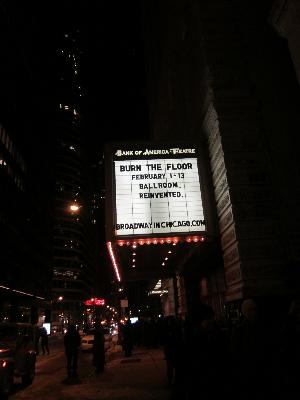 BANK OF AMERICA THEATRE
BURN THE FLOOR
FEBRUARY 1-13
BALLROOM.
REINVENTED.
BROADWAYINCHICAGO.COM